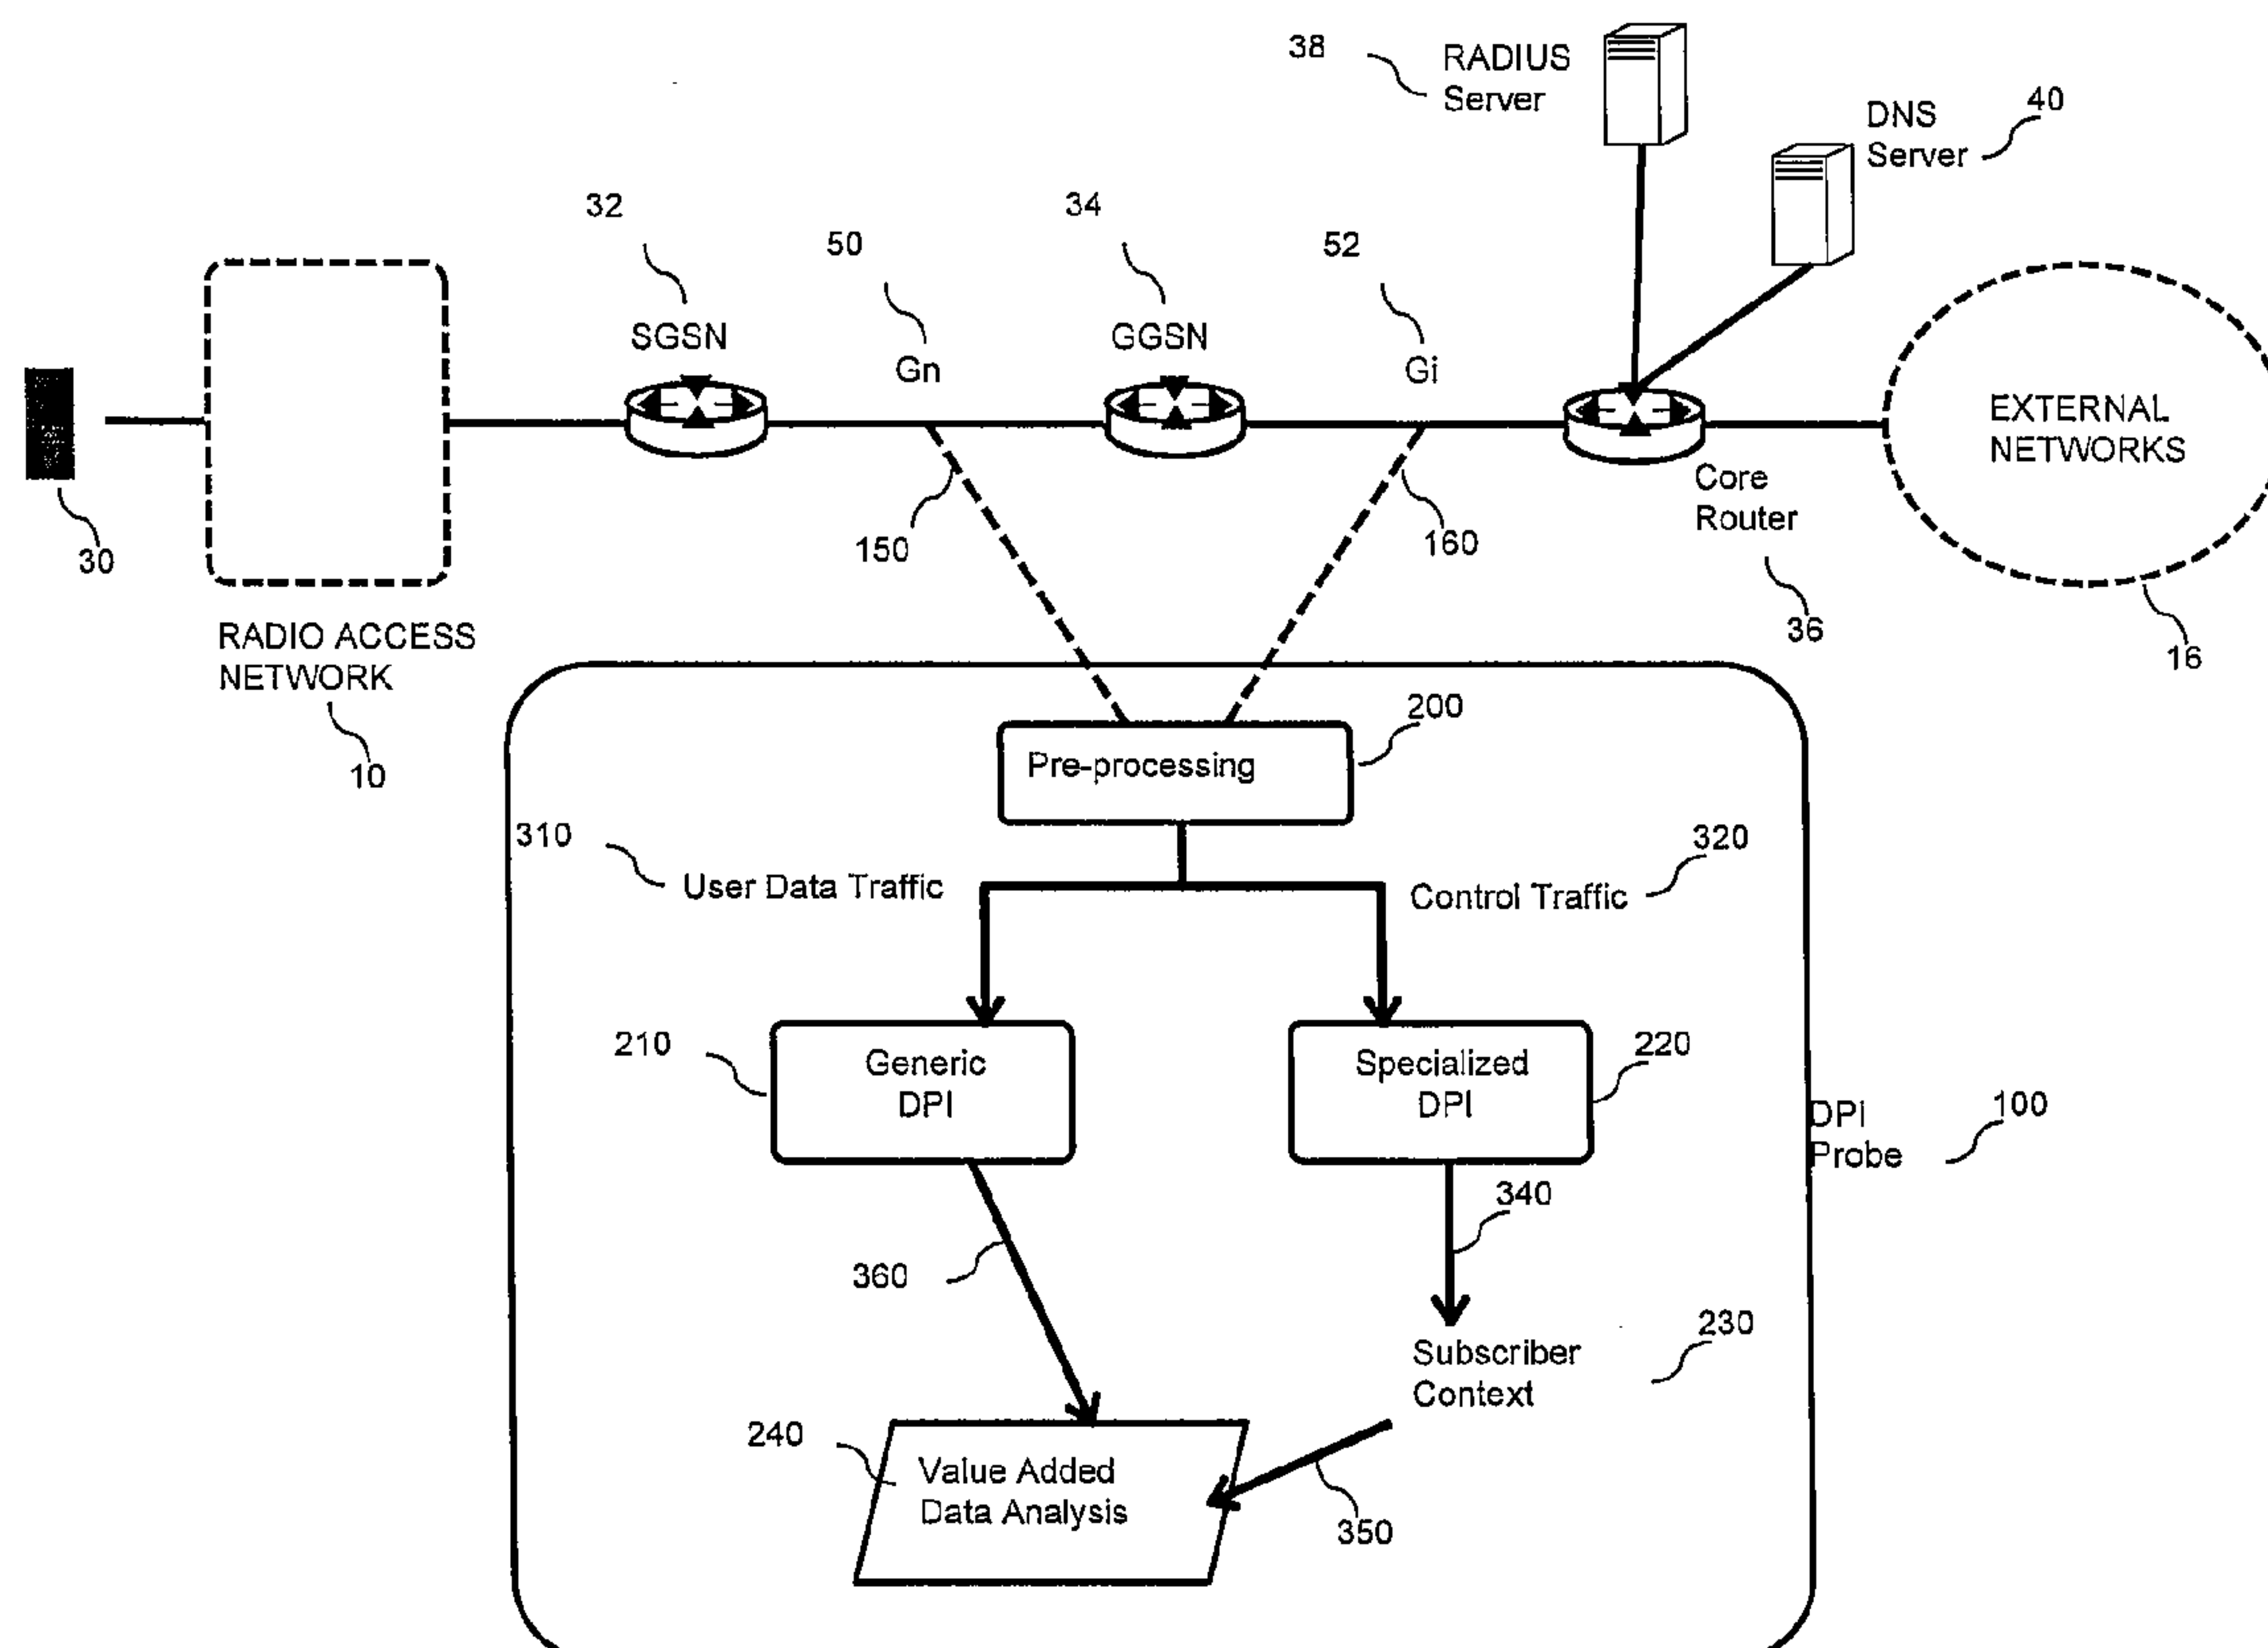 38
RADIUS
Server
DNS
Server
40
32
50
34
52
SGSN
Gn
GGSN
Gi
EXTERNAL
NETWORKS
Core
Router
30
150
160
36
16
RADIO ACCESS
NETWORK
10
200
Pre-processing
310
User Data Traffic
320
Control Traffic
210
Generic
DPI
Specialized
DPI
220
DPI
Probe
100
340
360
230
Subscriber
Context
240
Value Added
Data Analysis
350